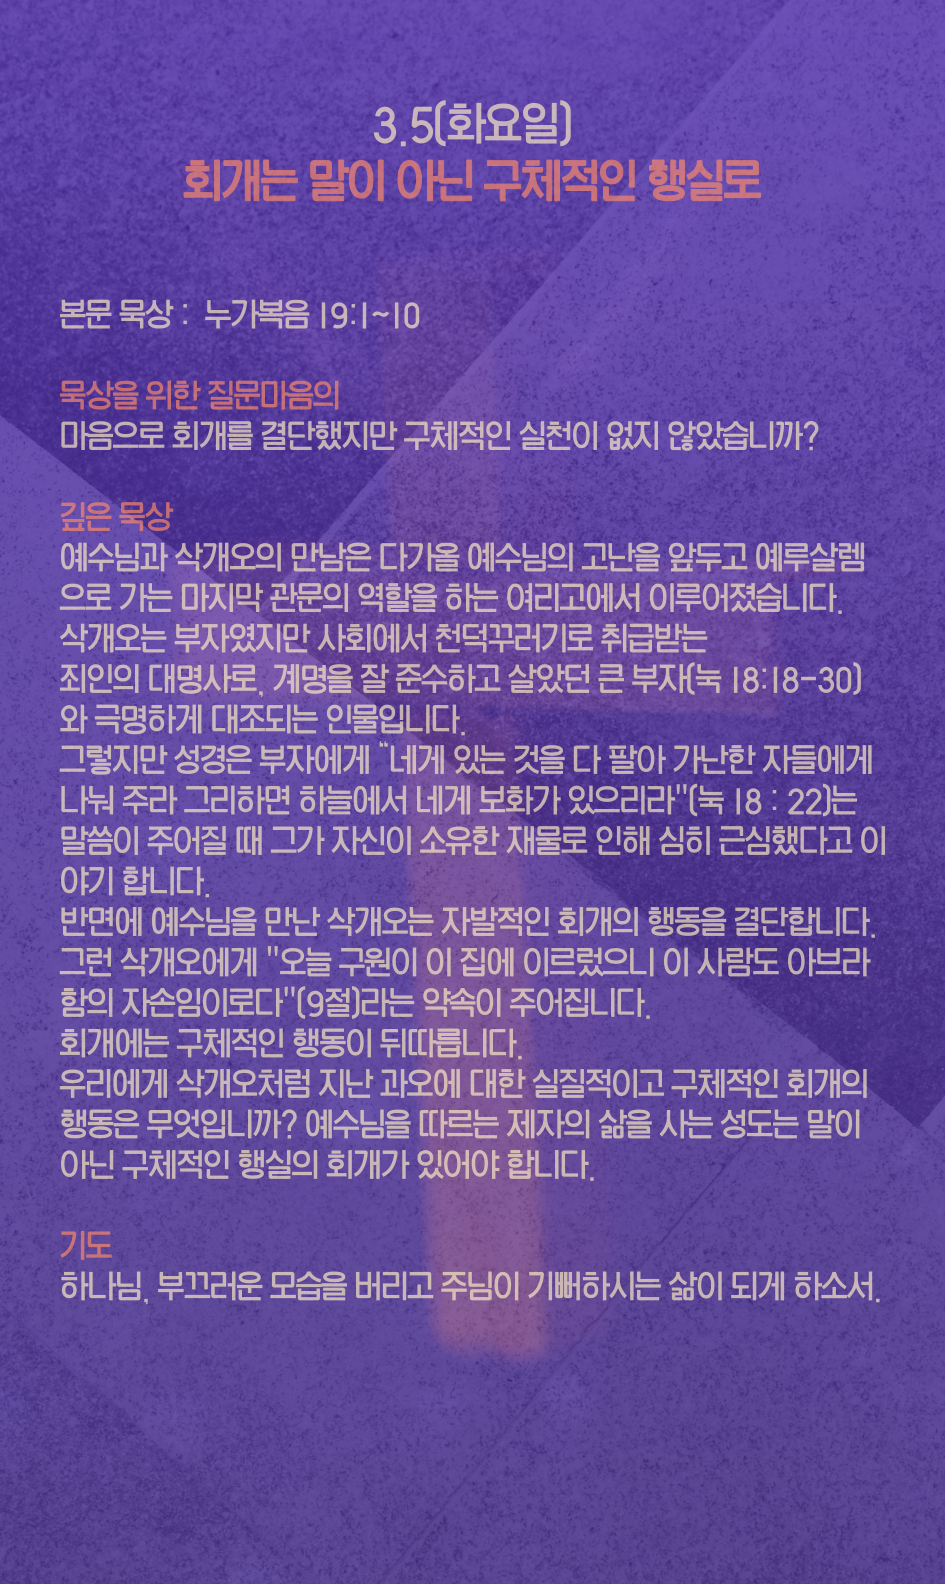 3.5(화요일)
회개는 말이 아닌 구체적인 행실로
본문 묵상 : 누가복음 19:1~10
묵상을 위한 질문마음의
마음으로 회개를 결단했지만 구체적인 실천이 없지 않았습니까?
깊은 묵상
예수님과 삭개오의 만남은 다가올 예수님의 고난을 앞두고 예루살렘
으로 가는 마지막 관문의 역할을 하는 여리고에서 이루어졌습니다.
삭개오는 부자였지만 사회에서 천덕꾸러기로 취급받는
죄인의 대명사로, 계명을 잘 준수하고 살았던 큰 부자(눅 18:18-30)
와 극명하게 대조되는 인물입니다.
그렇지만 성경은 부자에게 “네게 있는 것을 다 팔아 가난한 자들에게
나눠 주라 그리하면 하늘에서 네게 보화가 있으리라"(눅 18 : 22)는
말씀이 주어질 때 그가 자신이 소유한 재물로 인해 심히 근심했다고 이
야기 합니다.
반면에 예수님을 만난 삭개오는 자발적인 회개의 행동을 결단합니다.
그런 삭개오에게 "오늘 구원이 이 집에 이르렀으니 이 사람도 아브라
함의 자손임이로다"(9절)라는 약속이 주어집니다.
회개에는 구체적인 행동이 뒤따릅니다.
우리에게 삭개오처럼 지난 과오에 대한 실질적이고 구체적인 회개의
행동은 무엇입니까? 예수님을 따르는 제자의 삶을 사는 성도는 말이
아닌 구체적인 행실의 회개가 있어야 합니다.
기도
하나님, 부끄러운 모습을 버리고 주님이 기뻐하시는 삶이 되게 하소서.